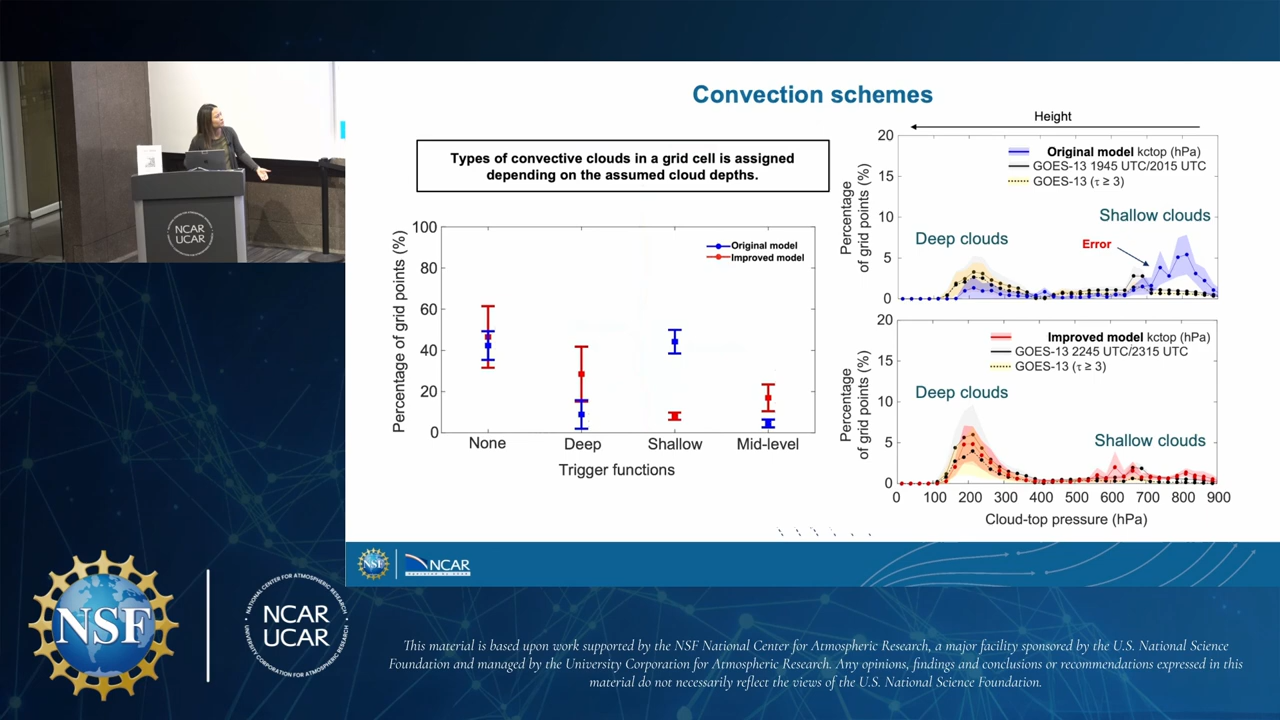 Convection schemes
Types of convective clouds in a grid cell is assigned
depending on the assumed cloud depths.
Percentage of grid points (%)
100
80
60
40
20
0
Original model
Improved model
None
Deep
Shallow
Mid-level
Trigger functions
Height
Percentage
of grid points (%)
20
15
10
5
0
Original model kctop (hPa)
GOES-13 1945 UTC/2015 UTC
GOES-13 (τ ≥ 3)
Shallow clouds
Deep clouds
Error
Percentage
of grid points (%)
20
15
10
5
0
Improved model kctop (hPa)
GOES-13 2245 UTC/2315 UTC
GOES-13 (τ ≥ 3)
Deep clouds
Shallow clouds
0 100 200 300 400 500 600 700 800 900
Cloud-top pressure (hPa)
NCAR
UCAR
NSF
NCAR
NSF
NATIONAL CENTER FOR ATMOSPHERIC RESEARCH
NCAR
UCAR
UNIVERSITY CORPORATION FOR ATMOSPHERIC RESEARCH
This material is based upon work supported by the NSF National Center for Atmospheric Research, a major facility sponsored by the U.S. National Science
Foundation and managed by the University Corporation for Atmospheric Research. Any opinions, findings and conclusions or recommendations expressed in this
material do not necessarily reflect the views of the U.S. National Science Foundation.